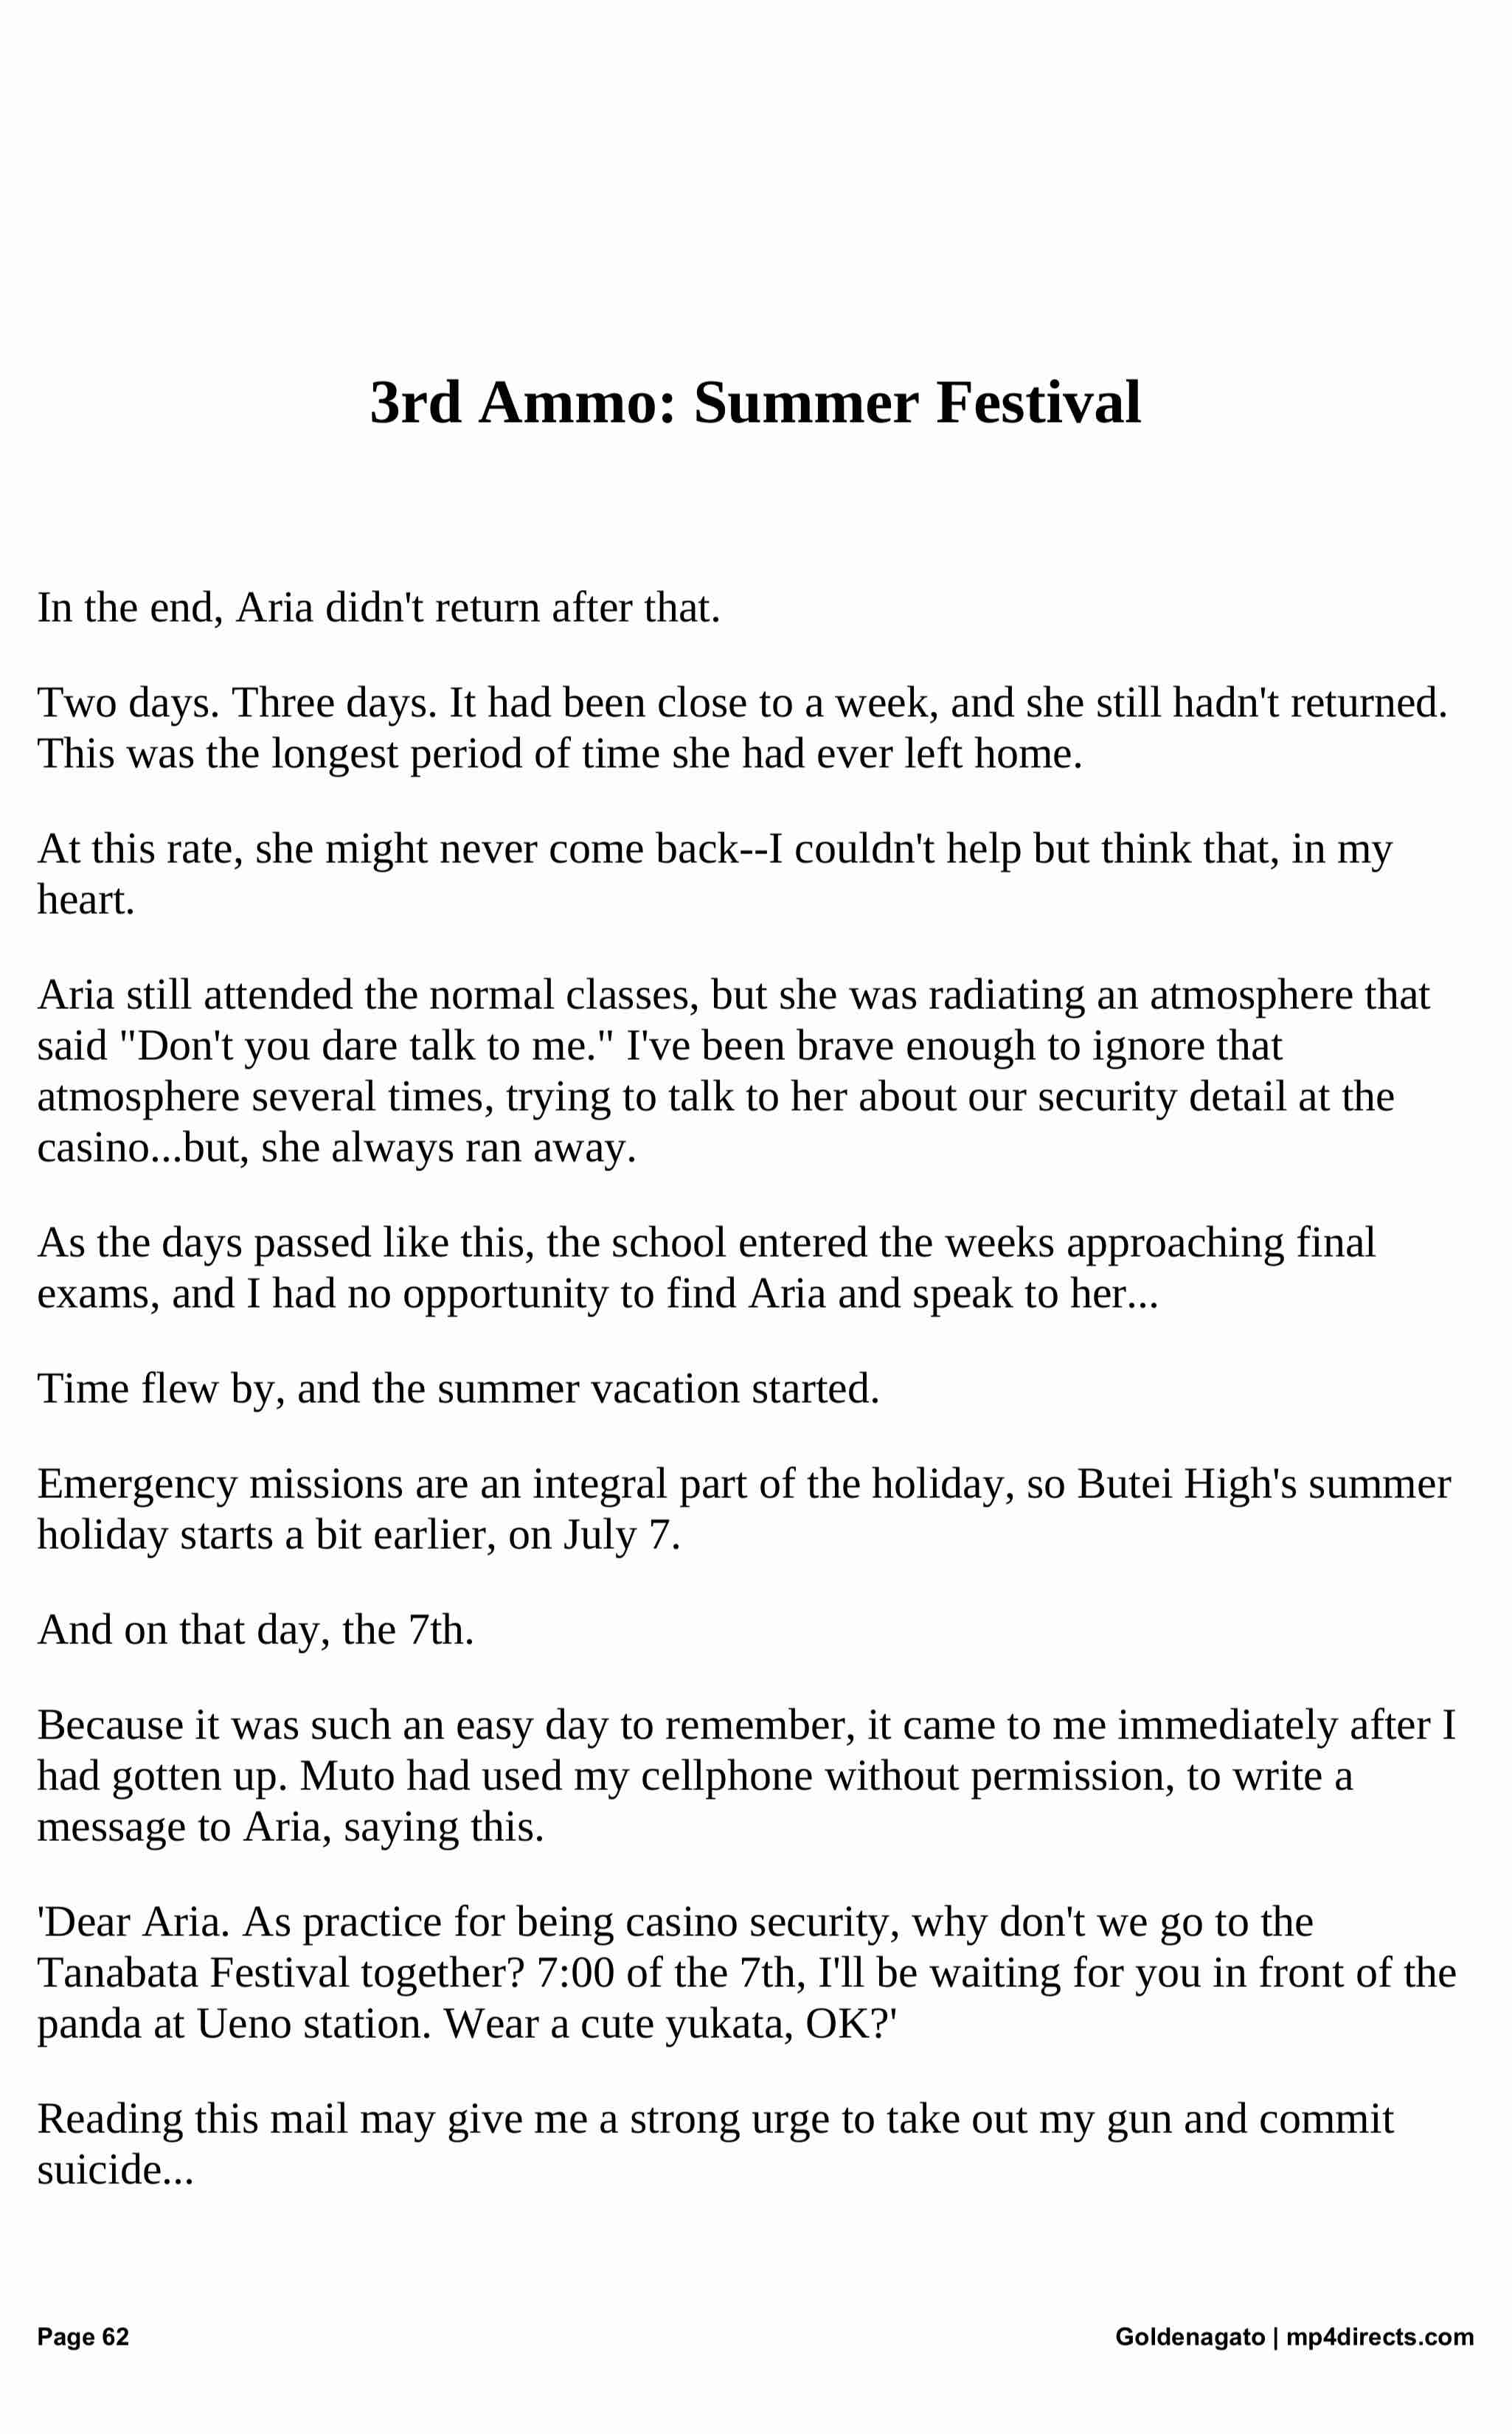 3rd Ammo: Summer Festival
In the end, Aria didn't return after that.
Two days. Three days. It had been close to a week, and she still hadn't returned.
This was the longest period of time she had ever left home.
At this rate, she might never come back--I couldn't help but think that, in my
heart.
Aria still attended the normal classes, but she was radiating an atmosphere that
said "Don't you dare talk to me." I've been brave enough to ignore that
atmosphere several times, trying to talk to her about our security detail at the
casino...but, she always ran away.
As the days passed like this, the school entered the weeks approaching final
exams, and I had no opportunity to find Aria and speak to her...
Time flew by, and the summer vacation started.
Emergency missions are an integral part of the holiday, so Butei High's summer
holiday starts a bit earlier, on July 7.
And on that day, the 7th.
Because it was such an easy day to remember, it came to me immediately after I
had gotten up. Muto had used my cellphone without permission, to write a
message to Aria, saying this.
'Dear Aria. As practice for being casino security, why don't we go to the
Tanabata Festival together? 7:00 of the 7th, I'll be waiting for you in front of the
panda at Ueno station. Wear a cute yukata, OK?'
Reading this mail may give me a strong urge to take out my gun and commit
suicide...
Page 62
Goldenagato | mp4directs.com